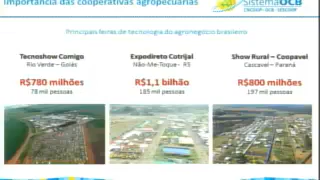 Importância das cooperativas agropecuárias
SistemaOCB
Principais feiras de tecnologia do agronegócio brasileiro
Tecnoshow Comigo
Rio Verde – Goiás
R$780 milhões
78 mil pessoas
Expodireto Cotrijal
Não-Me-Toque - RS
R$1,1 bilhão
185 mil pessoas
Show Rural – Coopavel
Cascavel – Paraná
R$800 milhões
197 mil pessoas